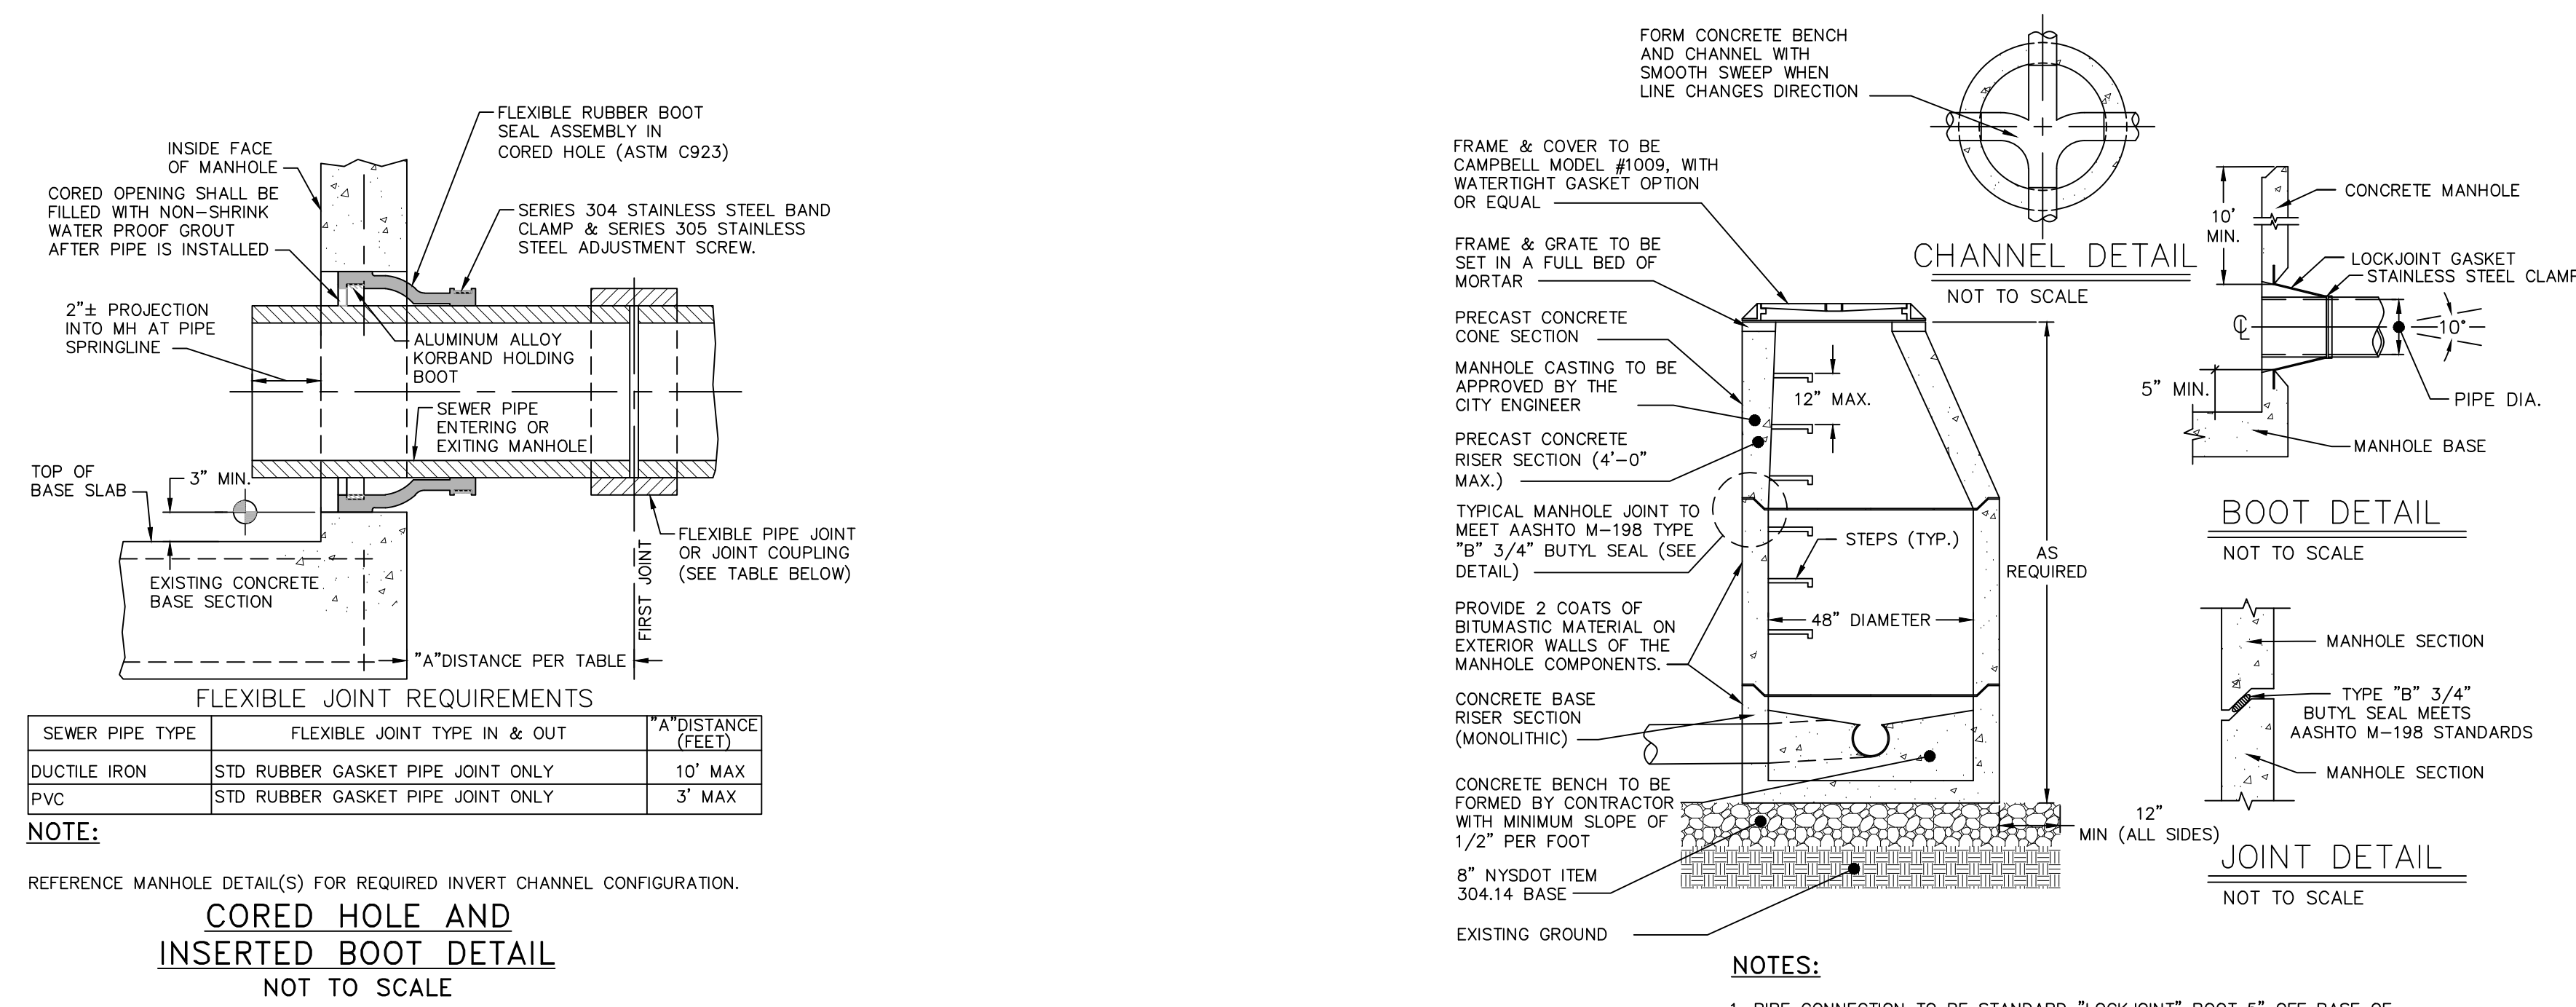 FLEXIBLE RUBBER BOOT
SEAL ASSEMBLY IN
CORED HOLE (ASTM C923)
INSIDE FACE
OF MANHOLE
CORED OPENING SHALL BE
FILLED WITH NON-SHRINK
WATER PROOF GROUT
AFTER PIPE IS INSTALLED
SERIES 304 STAINLESS STEEL BAND
CLAMP & SERIES 305 STAINLESS
STEEL ADJUSTMENT SCREW.
2"± PROJECTION
INTO MH AT PIPE
SPRINGLINE
ALUMINUM ALLOY
KORBAND HOLDING
BOOT
SEWER PIPE
ENTERING OR
EXITING MANHOLE
TOP OF
BASE SLAB
3" MIN.
EXISTING CONCRETE
BASE SECTION
FLEXIBLE PIPE JOINT
OR JOINT COUPLING
(SEE TABLE BELOW)
FIRST JOINT
"A"DISTANCE PER TABLE
FLEXIBLE JOINT REQUIREMENTS
SEWER PIPE TYPE FLEXIBLE JOINT TYPE IN & OUT "A"DISTANCE
(FEET)
DUCTILE IRON STD RUBBER GASKET PIPE JOINT ONLY 10' MAX
PVC STD RUBBER GASKET PIPE JOINT ONLY 3' MAX
NOTE:
REFERENCE MANHOLE DETAIL(S) FOR REQUIRED INVERT CHANNEL CONFIGURATION.
CORED HOLE AND
INSERTED BOOT DETAIL
NOT TO SCALE
FORM CONCRETE BENCH
AND CHANNEL WITH
SMOOTH SWEEP WHEN
LINE CHANGES DIRECTION
CHANNEL DETAIL
NOT TO SCALE
FRAME & COVER TO BE
CAMPBELL MODEL #1009, WITH
WATERTIGHT GASKET OPTION
OR EQUAL
FRAME & GRATE TO BE
SET IN A FULL BED OF
MORTAR
PRECAST CONCRETE
CONE SECTION
MANHOLE CASTING TO BE
APPROVED BY THE
CITY ENGINEER
PRECAST CONCRETE
RISER SECTION (4'-0"
MAX.)
TYPICAL MANHOLE JOINT TO
MEET AASHTO M-198 TYPE
"B" 3/4" BUTYL SEAL (SEE
DETAIL)
PROVIDE 2 COATS OF
BITUMASTIC MATERIAL ON
EXTERIOR WALLS OF THE
MANHOLE COMPONENTS.
CONCRETE BASE
RISER SECTION
(MONOLITHIC)
CONCRETE BENCH TO BE
FORMED BY CONTRACTOR
WITH MINIMUM SLOPE OF
1/2" PER FOOT
8" NYSDOT ITEM
304.14 BASE
EXISTING GROUND
12" MAX.
STEPS (TYP.)
48" DIAMETER
AS
REQUIRED
12"
MIN (ALL SIDES)
CONCRETE MANHOLE
10'
MIN.
LOCKJOINT GASKET
STAINLESS STEEL CLAMP
CL
10°
5" MIN.
PIPE DIA.
MANHOLE BASE
BOOT DETAIL
NOT TO SCALE
MANHOLE SECTION
TYPE "B" 3/4"
BUTYL SEAL MEETS
AASHTO M-198 STANDARDS
MANHOLE SECTION
JOINT DETAIL
NOT TO SCALE
NOTES:
1. PIPE CONNECTION TO BE STANDARD "LOCKJOINT" BOOT 5" OFF BASE OF